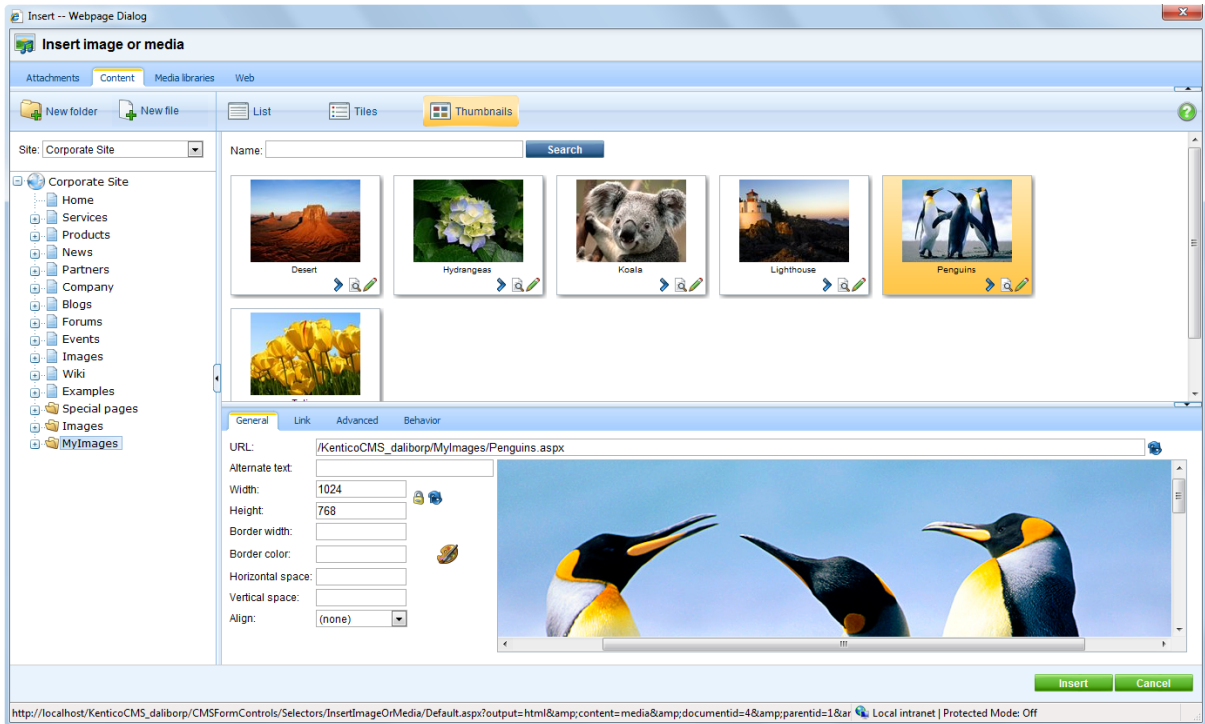 Insert -- Webpage Dialog
Insert image or media
Attachments Content Media libraries Web
New folder New file List Tiles Thumbnails
Site: Corporate Site
Name: Search
Corporate Site
Home
Services
Products
News
Partners
Company
Blogs
Forums
Events
Images
Wiki
Examples
Special pages
Images
MyImages
Desert Hydrangeas Koala Lighthouse Penguins
General Link Advanced Behavior
URL: /KenticoCMS_daliborp/MyImages/Penguins.aspx
Alternate text:
Width: 1024
Height: 768
Border width:
Border color:
Horizontal space:
Vertical space:
Align: (none)
Insert Cancel
http://localhost/KenticoCMS_daliborp/CMSFormControls/Selectors/InsertImageOrMedia/Default.aspx?output=html&amp;content=media&amp;documentid=4&amp;parentid=1&ar Local intranet | Protected Mode: Off